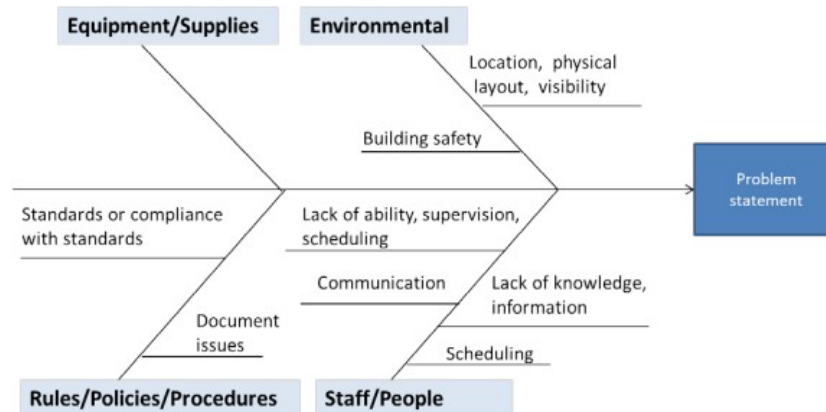 Equipment/Supplies
Environmental
Location, physical
layout, visibility
Building safety
Problem
statement
Standards or compliance
with standards
Lack of ability, supervision,
scheduling
Communication
Lack of knowledge,
information
Document
issues
Scheduling
Rules/Policies/Procedures
Staff/People